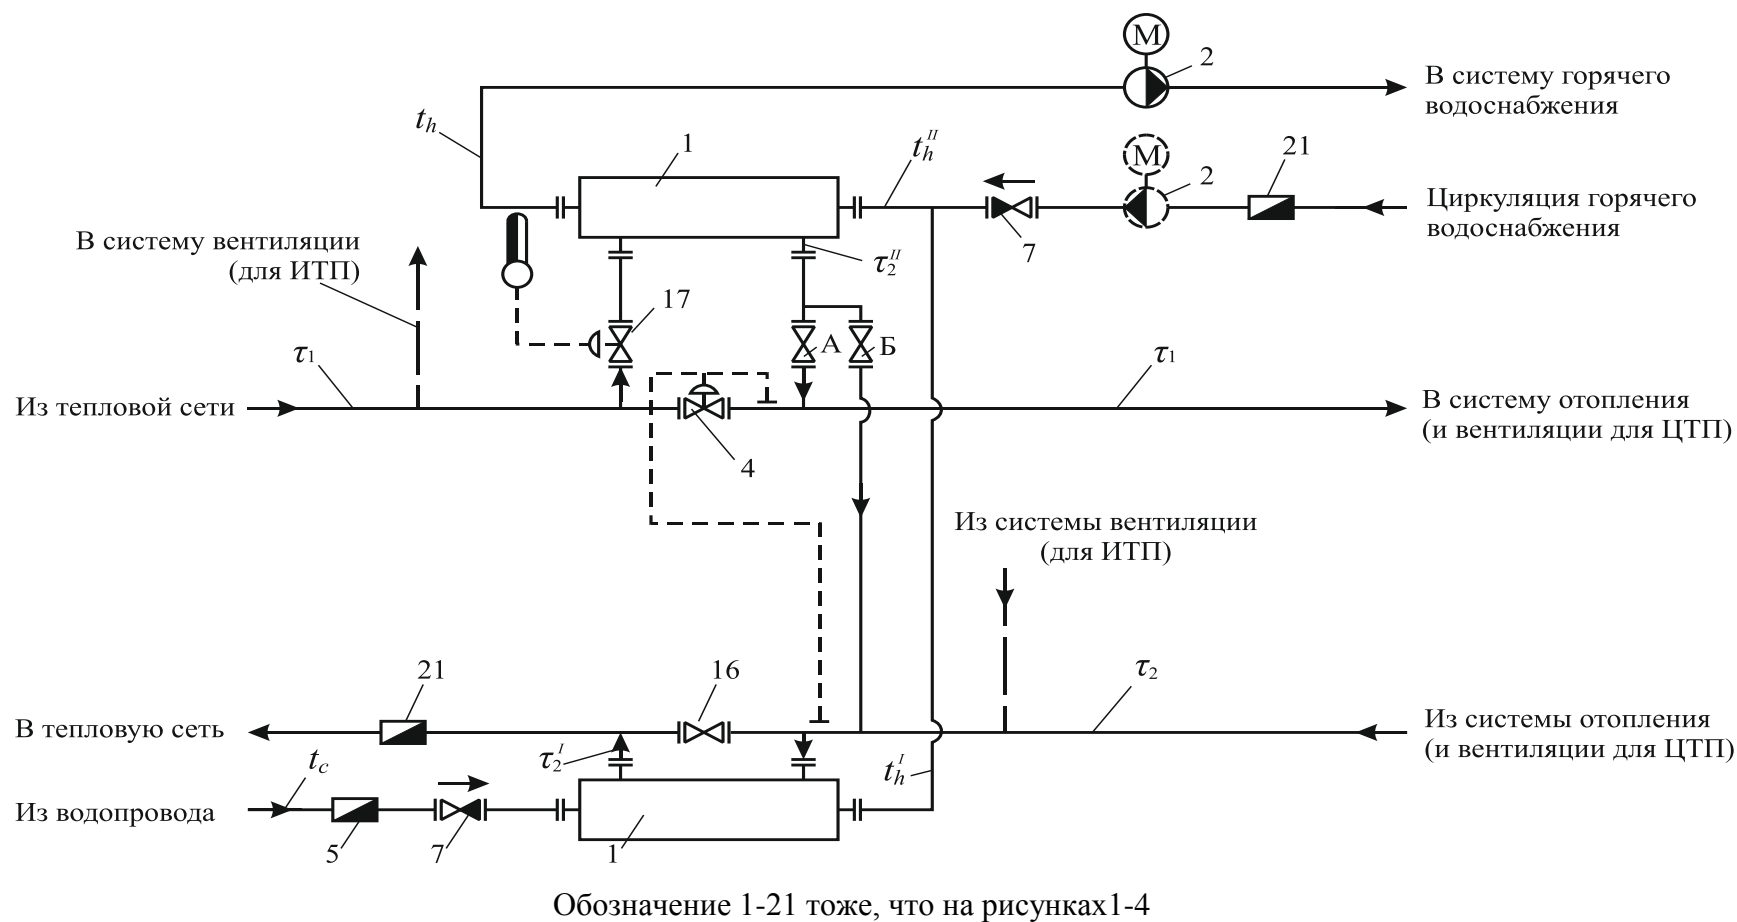 M
2
В систему горячего
водоснабжения
t_h
1
t_h^II
M
2
21
Циркуляция горячего
водоснабжения
7
В систему вентиляции
(для ИТП)
τ_2^II
17
А
Б
τ1
τ1
Из тепловой сети
В систему отопления
(и вентиляции для ЦТП)
4
Из системы вентиляции
(для ИТП)
21
16
τ2
В тепловую сеть
Из системы отопления
(и вентиляции для ЦТП)
τ_2^I
t_h^I
t_c
Из водопровода
5
7
1
Обозначение 1-21 тоже, что на рисунках1-4